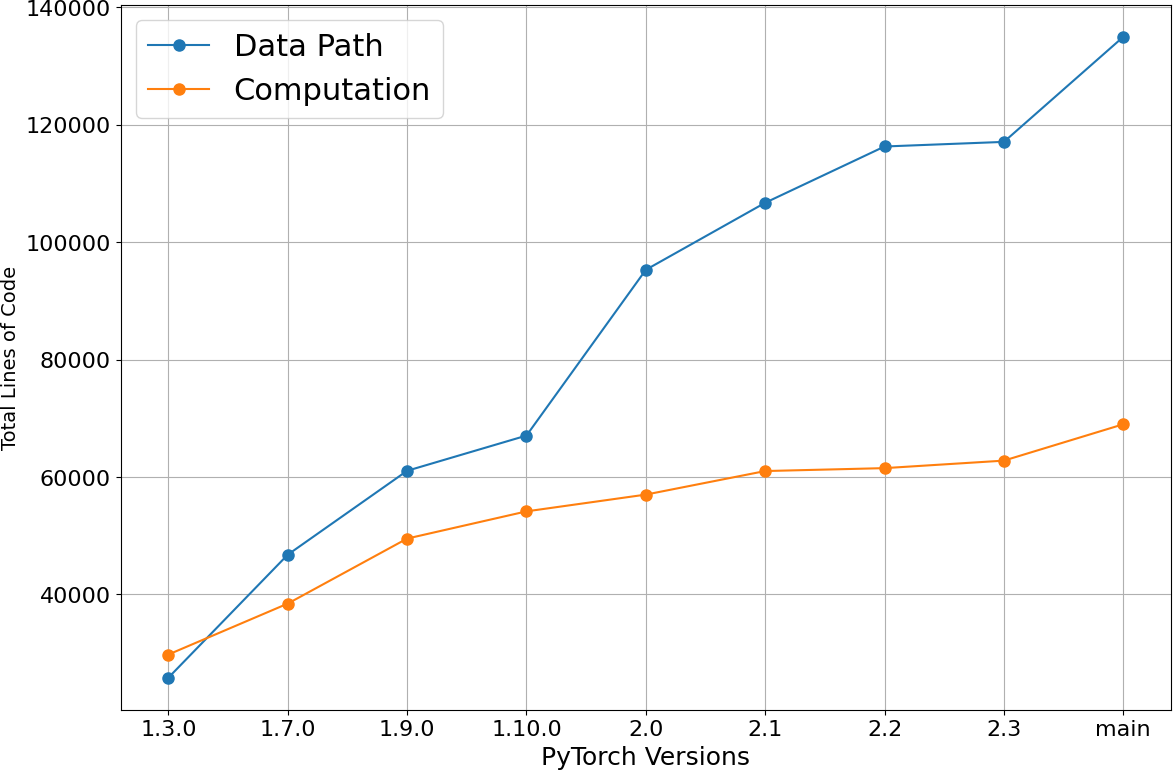 140000
120000
100000
80000
60000
40000
Total Lines of Code
Data Path
Computation
1.3.0 1.7.0 1.9.0 1.10.0 2.0 2.1 2.2 2.3 main
PyTorch Versions